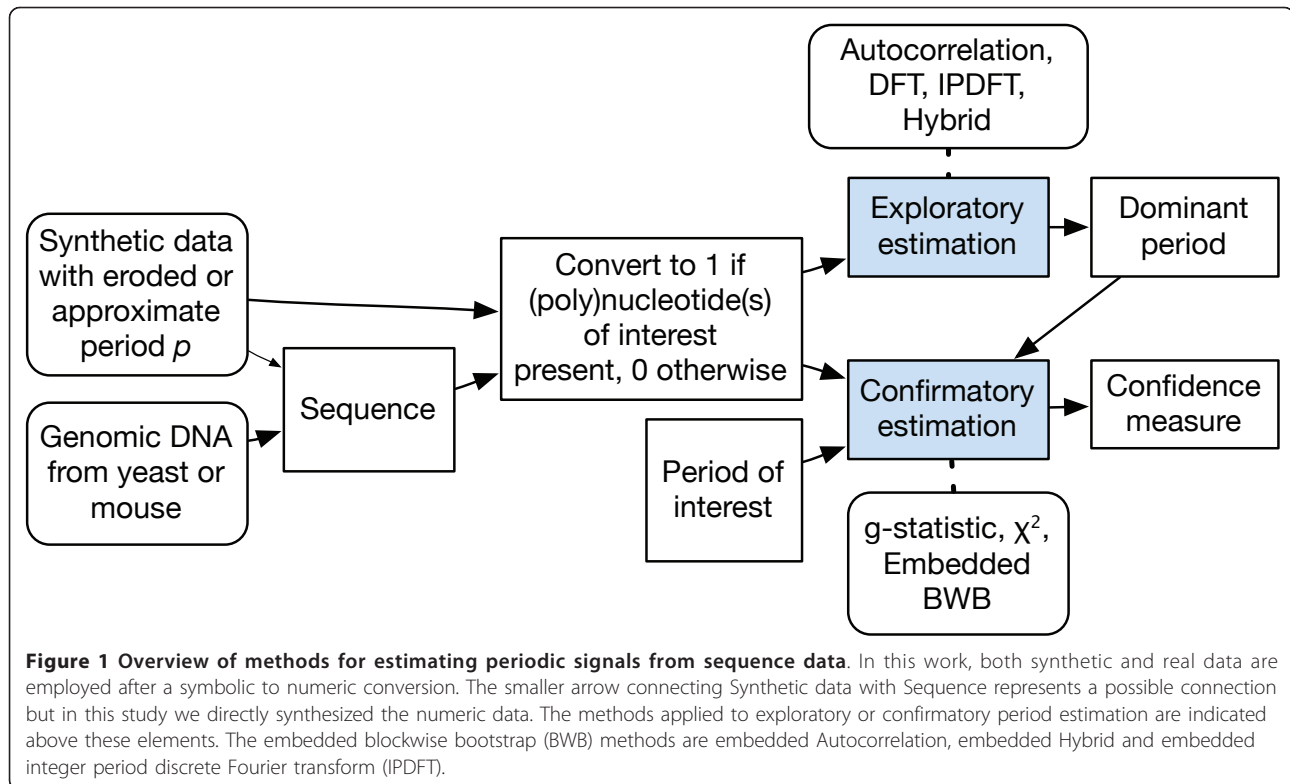 Autocorrelation,
DFT, IPDFT,
Hybrid
Synthetic data
with eroded or
approximate
period p
Convert to 1 if
(poly)nucleotide(s)
of interest
present, 0 otherwise
Exploratory
estimation
Dominant
period
Sequence
Genomic DNA
from yeast or
mouse
Period of
interest
Confirmatory
estimation
Confidence
measure
g-statistic, χ²,
Embedded
BWB
Figure 1 Overview of methods for estimating periodic signals from sequence data. In this work, both synthetic and real data are
employed after a symbolic to numeric conversion. The smaller arrow connecting Synthetic data with Sequence represents a possible connection
but in this study we directly synthesized the numeric data. The methods applied to exploratory or confirmatory period estimation are indicated
above these elements. The embedded blockwise bootstrap (BWB) methods are embedded Autocorrelation, embedded Hybrid and embedded
integer period discrete Fourier transform (IPDFT).